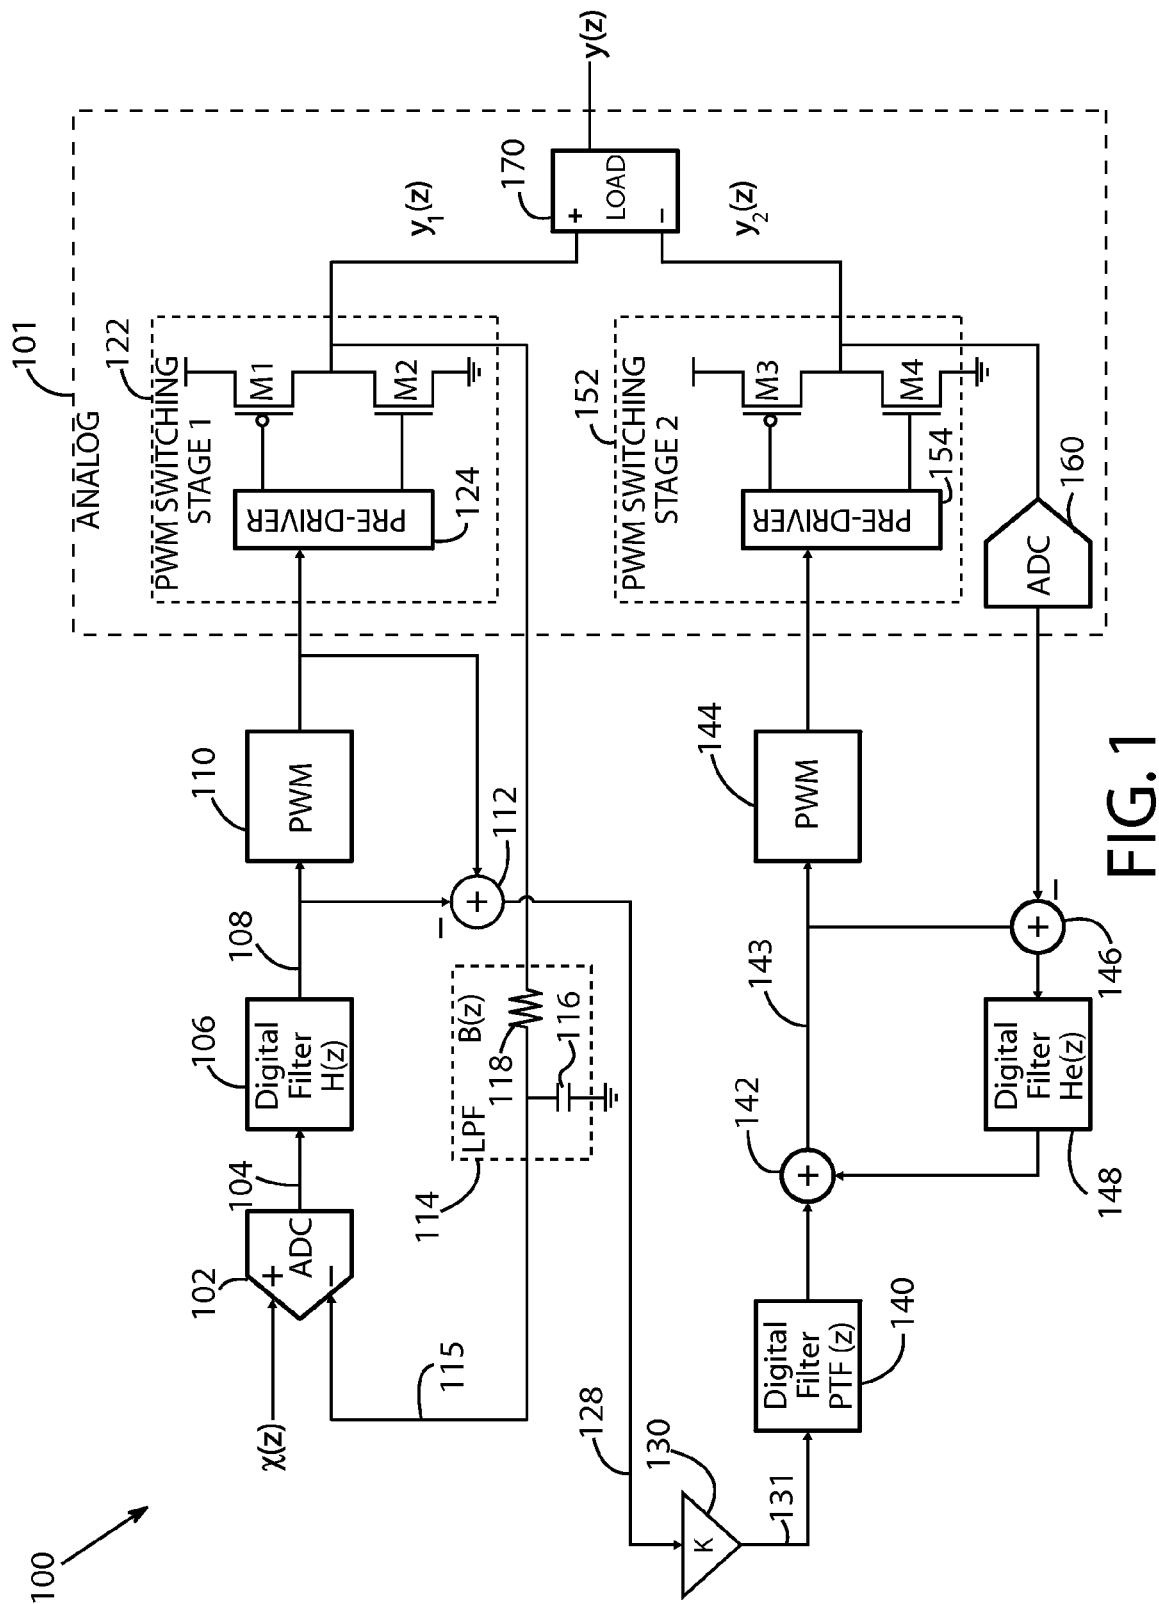 100
101
ANALOG
122
PWM SWITCHING
STAGE 1
M1
M2
PRE-DRIVER
124
y1(z)
170
+
LOAD
−
y(z)
y2(z)
152
PWM SWITCHING
STAGE 2
M3
M4
PRE-DRIVER
154
ADC
160
χ(z)
102
+
−
ADC
104
106
Digital
Filter
H(z)
108
110
PWM
112
+
−
114
LPF
B(z)
118
116
115
128
130
K
131
Digital
Filter
PTF (z)
140
142
+
143
144
PWM
146
+
−
Digital
Filter
He(z)
148
FIG. 1